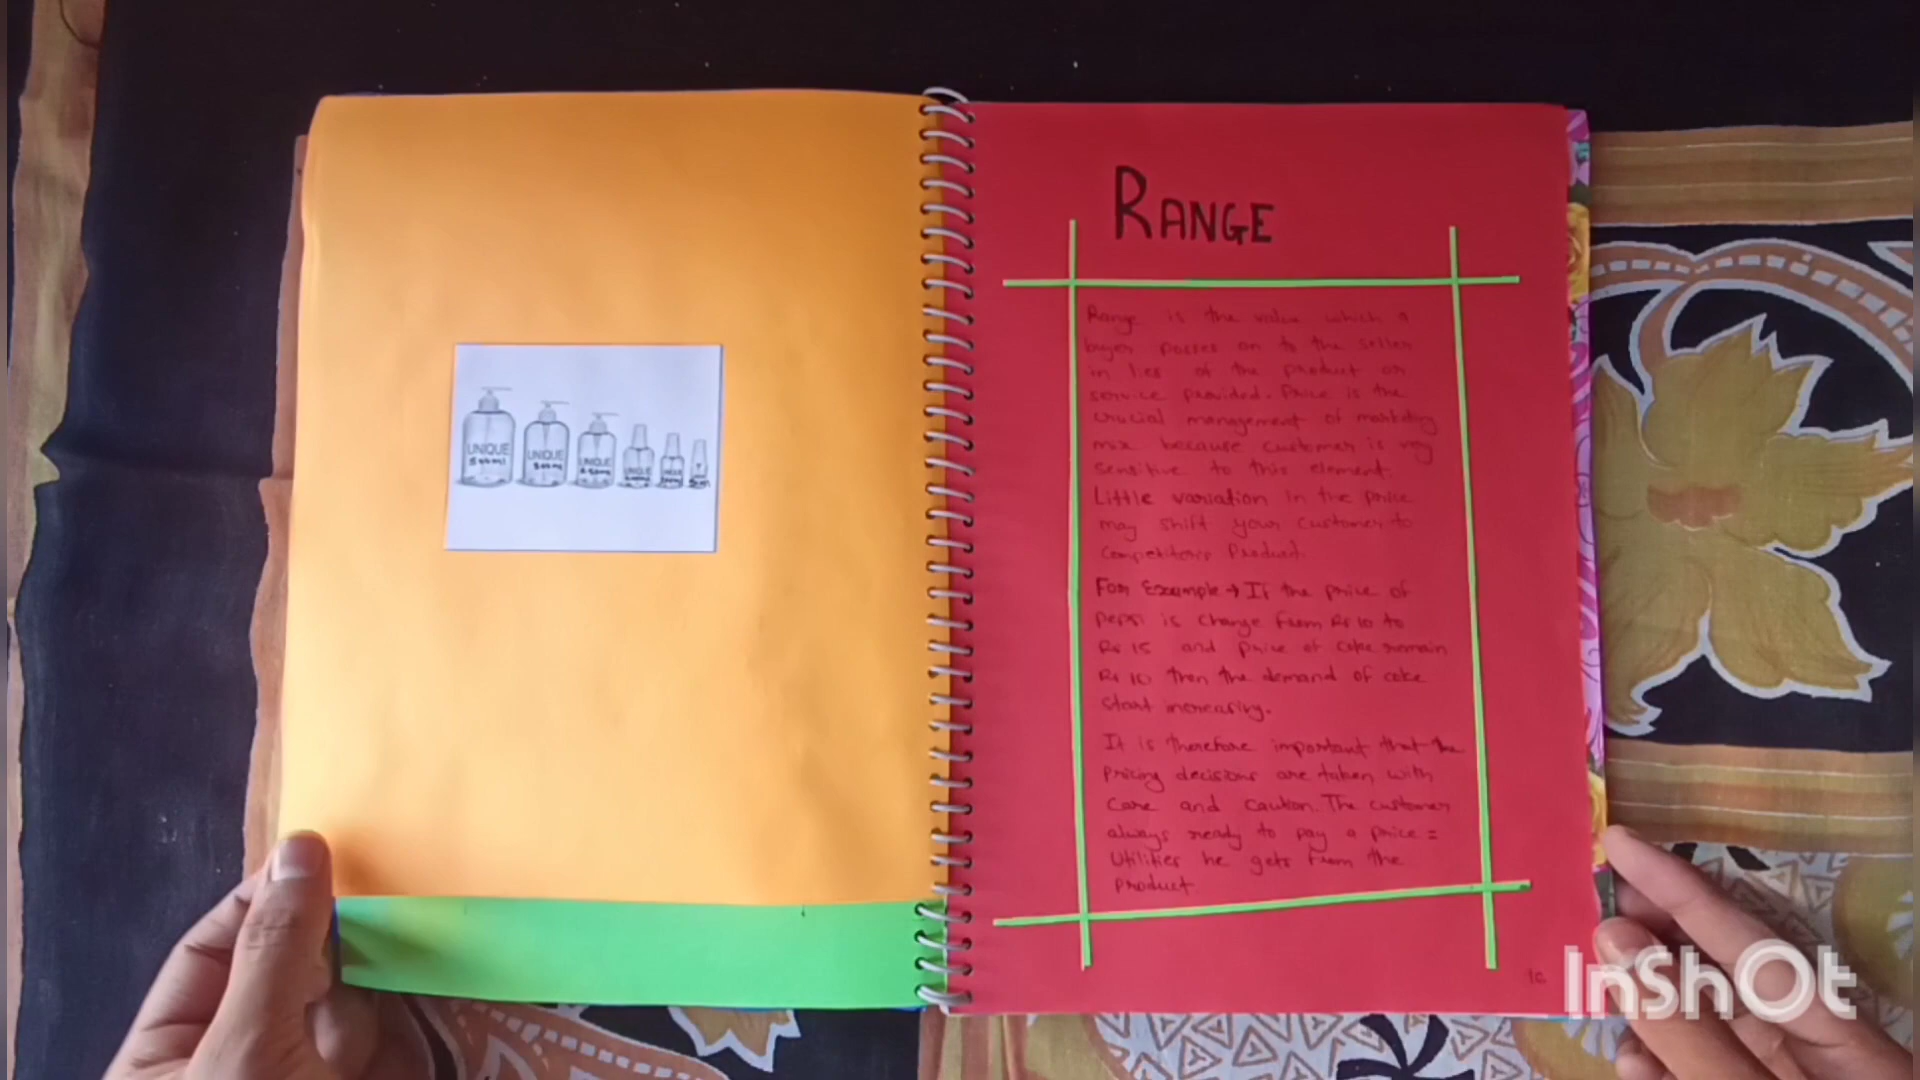 UNIQUE
500ml
UNIQUE
UNIQUE
250ml
UNIQUE
RANGE
Range is the value which a
buyer passes on to the seller
in lies of the product or
service provided. Price is the
crucial management of marketing
mix because customer is very
sensitive to this element.
Little variation in the price
may shift your customer to
competitors Product.
For Example → If the price of
pepsi is change from Rs 10 to
Rs 15 and price of coke remain
Rs 10 then the demand of coke
start increasing.
It is therefore important that the
pricing decisions are taken with
care and caution. The customer
always ready to pay a price =
Utilities he gets from the
product
InShOt